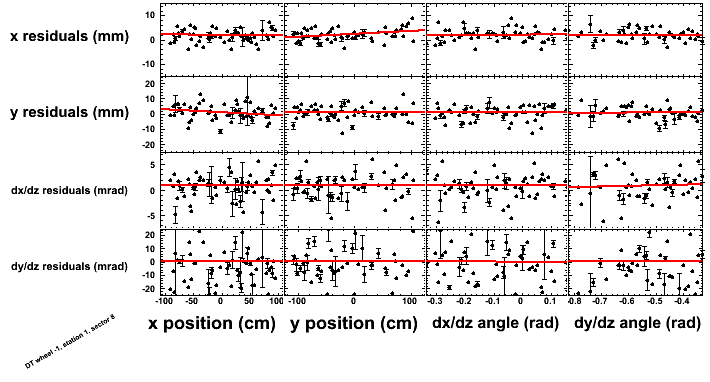 10
x residuals (mm)
0
-10
20
10
y residuals (mm)
0
-10
-20
5
dx/dz residuals (mrad)
0
-5
20
10
dy/dz residuals (mrad)
0
-10
-20
-100 -50 0 50 100 -100 0 100 -0.3 -0.2 -0.1 0 0.1 -0.8 -0.7 -0.6 -0.5 -0.4
x position (cm) y position (cm) dx/dz angle (rad) dy/dz angle (rad)
DT wheel -1, station 1, sector 8